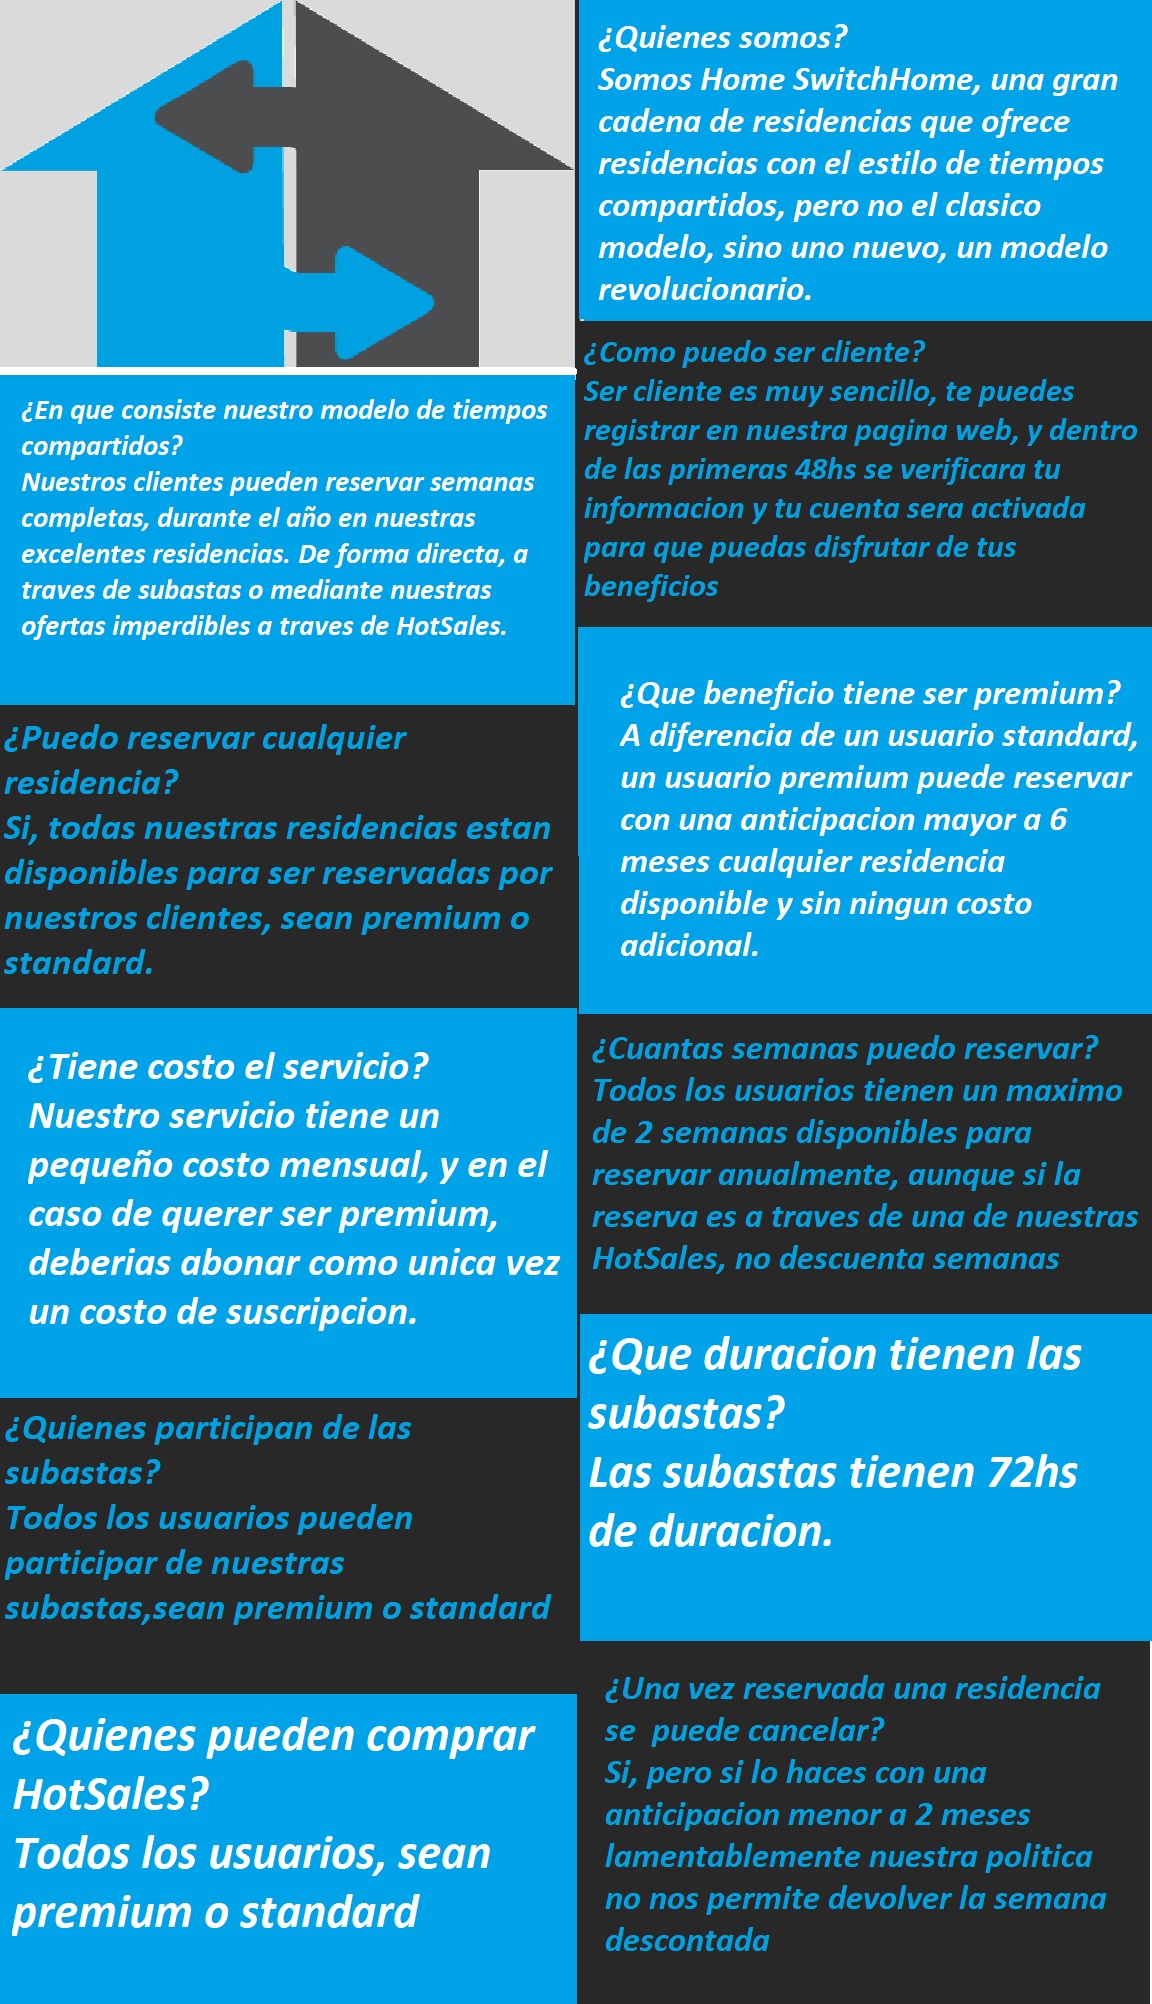 ¿Quienes somos?
Somos Home SwitchHome, una gran
cadena de residencias que ofrece
residencias con el estilo de tiempos
compartidos, pero no el clasico
modelo, sino uno nuevo, un modelo
revolucionario.
¿En que consiste nuestro modelo de tiempos
compartidos?
Nuestros clientes pueden reservar semanas
completas, durante el año en nuestras
excelentes residencias. De forma directa, a
traves de subastas o mediante nuestras
ofertas imperdibles a traves de HotSales.
¿Como puedo ser cliente?
Ser cliente es muy sencillo, te puedes
registrar en nuestra pagina web, y dentro
de las primeras 48hs se verificara tu
informacion y tu cuenta sera activada
para que puedas disfrutar de tus
beneficios
¿Puedo reservar cualquier
residencia?
Si, todas nuestras residencias estan
disponibles para ser reservadas por
nuestros clientes, sean premium o
standard.
¿Que beneficio tiene ser premium?
A diferencia de un usuario standard,
un usuario premium puede reservar
con una anticipacion mayor a 6
meses cualquier residencia
disponible y sin ningun costo
adicional.
¿Tiene costo el servicio?
Nuestro servicio tiene un
pequeño costo mensual, y en el
caso de querer ser premium,
deberias abonar como unica vez
un costo de suscripcion.
¿Cuantas semanas puedo reservar?
Todos los usuarios tienen un maximo
de 2 semanas disponibles para
reservar anualmente, aunque si la
reserva es a traves de una de nuestras
HotSales, no descuenta semanas
¿Quienes participan de las
subastas?
Todos los usuarios pueden
participar de nuestras
subastas,sean premium o standard
¿Que duracion tienen las
subastas?
Las subastas tienen 72hs
de duracion.
¿Quienes pueden comprar
HotSales?
Todos los usuarios, sean
premium o standard
¿Una vez reservada una residencia
se  puede cancelar?
Si, pero si lo haces con una
anticipacion menor a 2 meses
lamentablemente nuestra politica
no nos permite devolver la semana
descontada